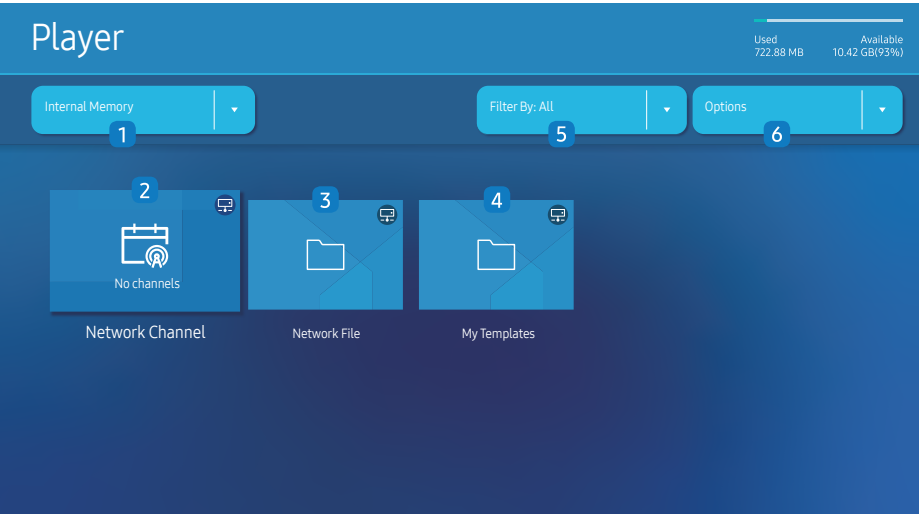 Player
Used
722.88 MB
Available
10.42 GB(93%)
Internal Memory
1
Filter By: All
5
Options
6
2
No channels
Network Channel
3
Network File
4
My Templates